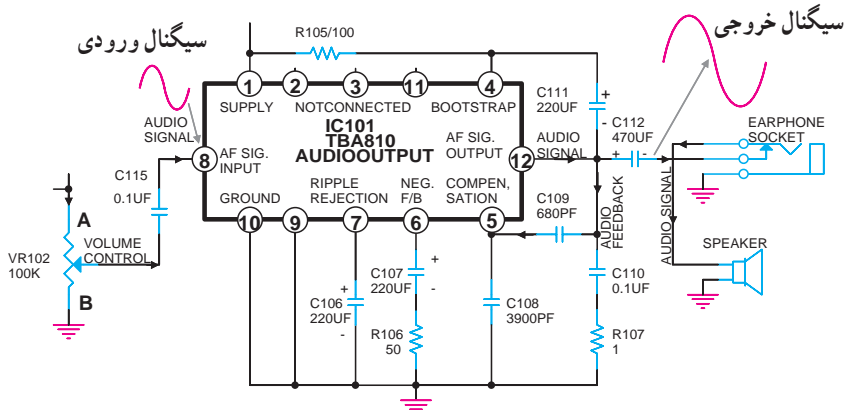 سیگنال ورودی
سیگنال خروجی
R105/100
1
2
3
11
4
SUPPLY
NOTCONNECTED
BOOTSTRAP
C111
220UF
+
-
C112
470UF
+
-
EARPHONE
SOCKET
AUDIO
SIGNAL
8
AF SIG.
INPUT
IC101
TBA810
AUDIOOUTPUT
AF SIG.
OUTPUT
12
AUDIO
SIGNAL
C115
0.1UF
GROUND
RIPPLE
REJECTION
NEG.
F/B
COMPEN,
SATION
10
9
7
6
5
C109
680PF
AUDIO
FEEDBACK
AUDIO SIGNAL
SPEAKER
A
VOLUME
CONTROL
VR102
100K
B
C106
220UF
+
-
C107
220UF
+
-
R106
50
C108
3900PF
C110
0.1UF
R107
1